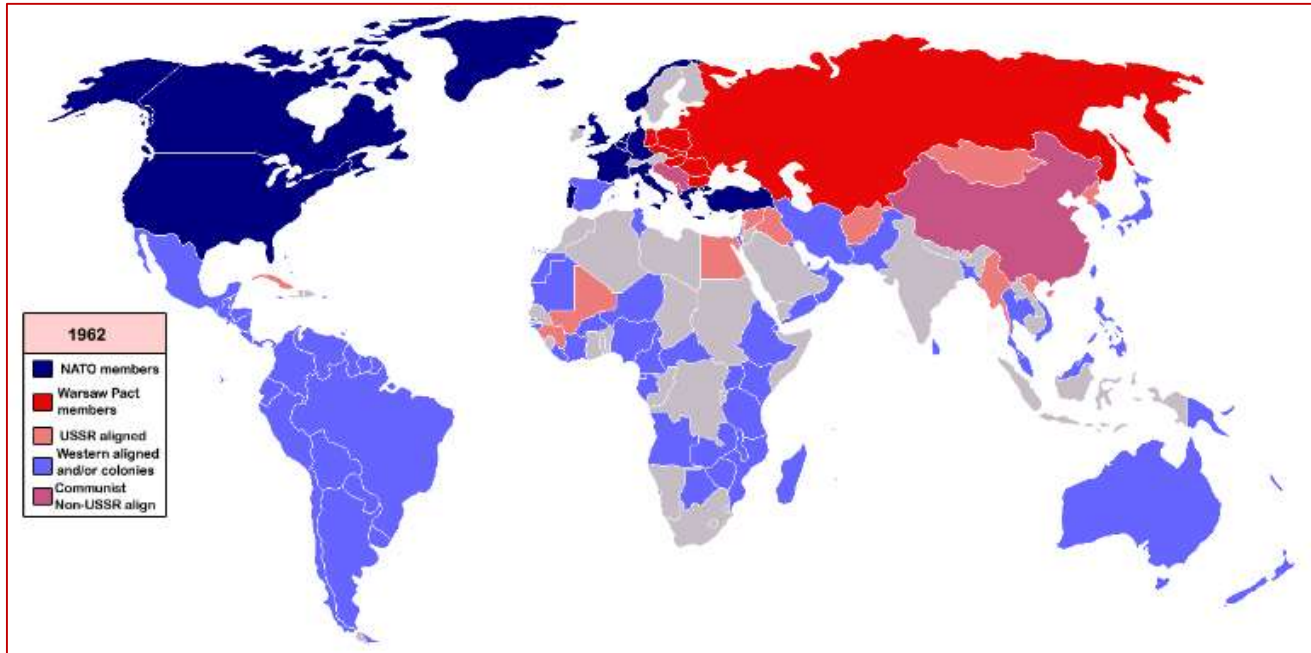 1962
NATO members
Warsaw Pact
members
USSR aligned
Western aligned
and/or colonies
Communist
Non-USSR align